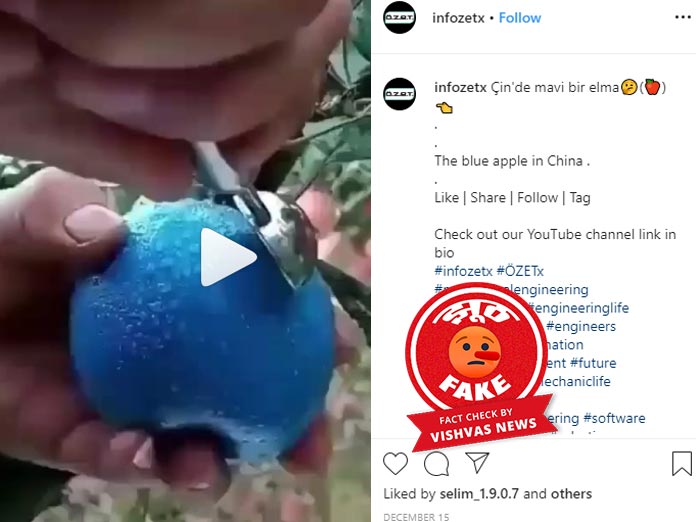 O.Z.E.T.
infozetx • Follow
O.Z.E.T.
infozetx Çin'de mavi bir elma🤔(🍎)
👈
.
.
The blue apple in China .
.
Like | Share | Follow | Tag
Check out our YouTube channel link in
bio
#infozetx #ÖZETx
#engineeringlife
#engineers
#future
#software
झूठ
FAKE
FACT CHECK BY
VISHVAS NEWS
Liked by selim_1.9.0.7 and others
DECEMBER 15